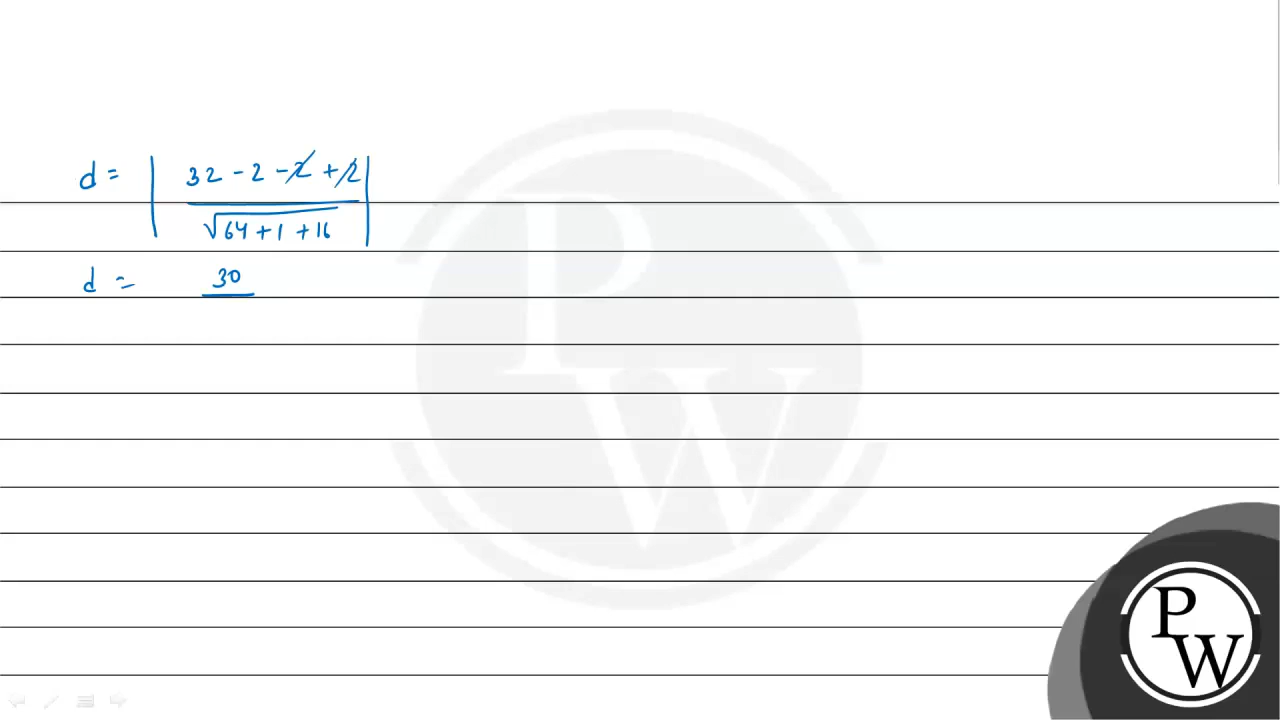 d = | 32 - 2 - 2 + 2 |
√64 + 1 + 16
d = 30
P
W
P
W